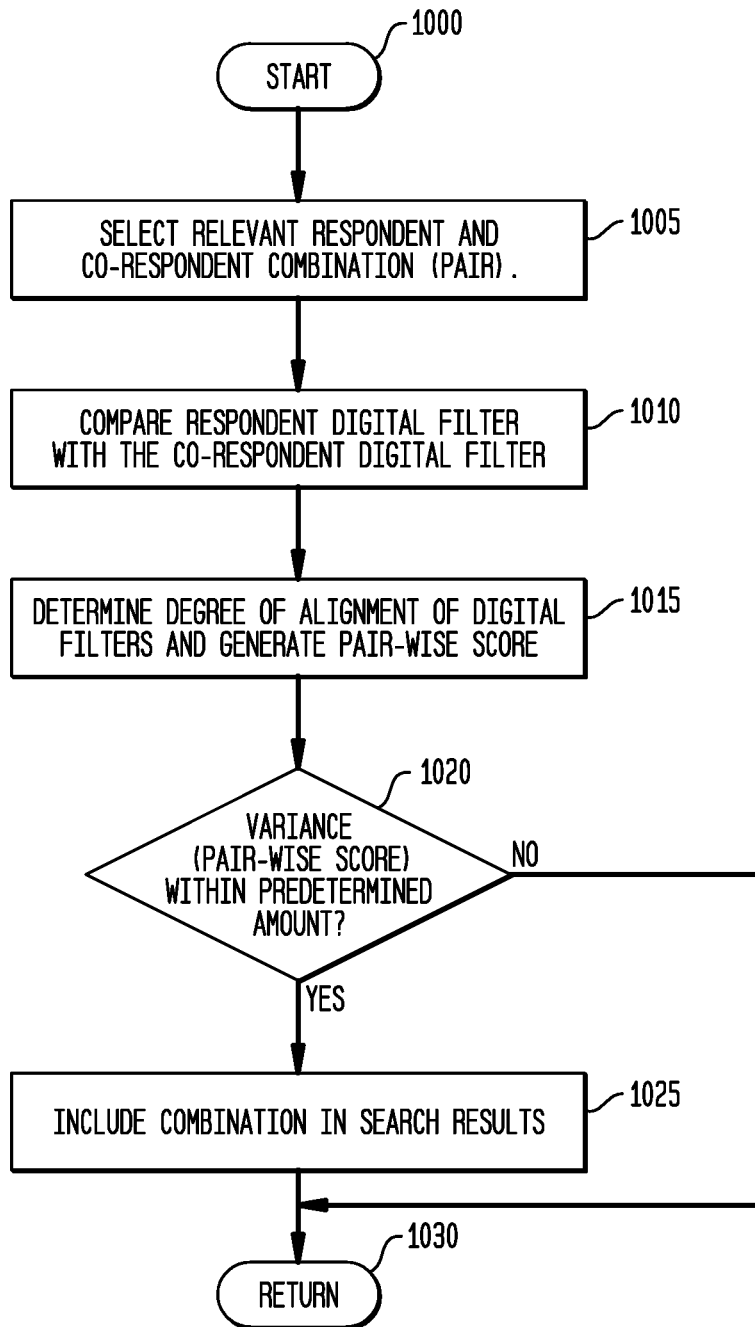 1000
START
SELECT RELEVANT RESPONDENT AND
CO-RESPONDENT COMBINATION (PAIR).
1005
COMPARE RESPONDENT DIGITAL FILTER
WITH THE CO-RESPONDENT DIGITAL FILTER
1010
DETERMINE DEGREE OF ALIGNMENT OF DIGITAL
FILTERS AND GENERATE PAIR-WISE SCORE
1015
1020
VARIANCE
(PAIR-WISE SCORE)
WITHIN PREDETERMINED
AMOUNT?
NO
YES
INCLUDE COMBINATION IN SEARCH RESULTS
1025
1030
RETURN